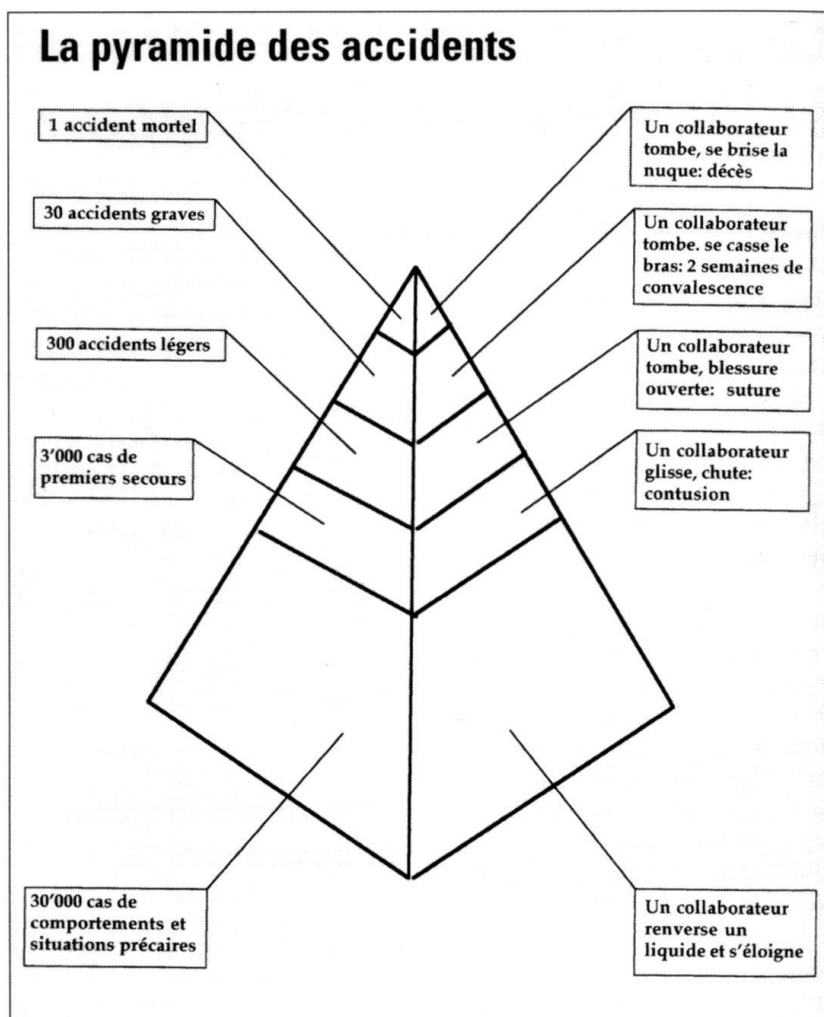 La pyramide des accidents
1 accident mortel
30 accidents graves
300 accidents légers
3'000 cas de
premiers secours
30'000 cas de
comportements et
situations précaires
Un collaborateur
tombe, se brise la
nuque: décès
Un collaborateur
tombe. se casse le
bras: 2 semaines de
convalescence
Un collaborateur
tombe, blessure
ouverte: suture
Un collaborateur
glisse, chute:
contusion
Un collaborateur
renverse un
liquide et s'éloigne